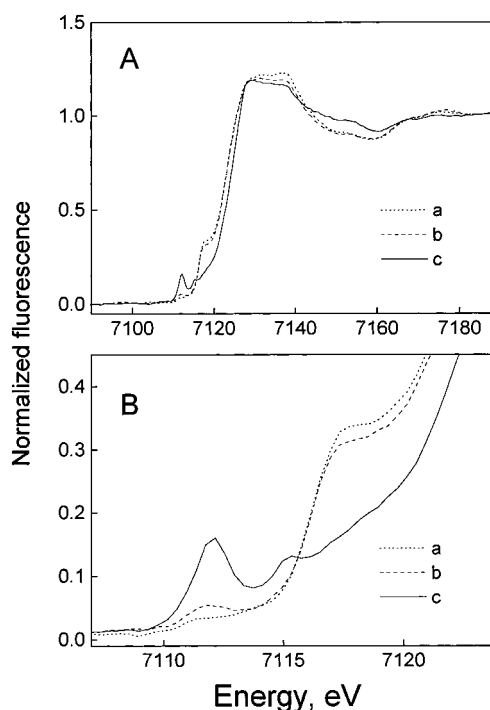 Normalized fluorescence
A
1.5
1.0
0.5
0.0
a
b
c
7100 7120 7140 7160 7180
B
0.4
0.3
0.2
0.1
0.0
a
b
c
7110 7115 7120
Energy, eV